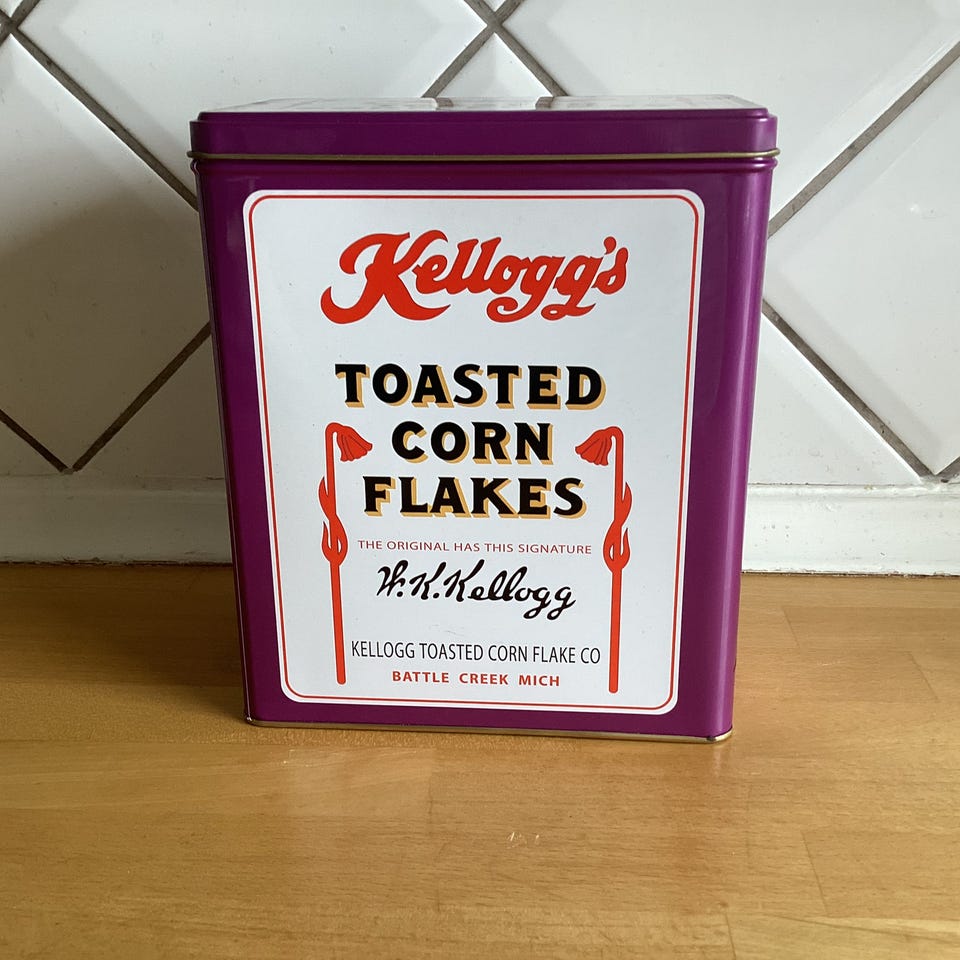 Kellogg's
TOASTED
CORN
FLAKES
THE ORIGINAL HAS THIS SIGNATURE
W.K.Kellogg
KELLOGG TOASTED CORN FLAKE CO
BATTLE CREEK MICH